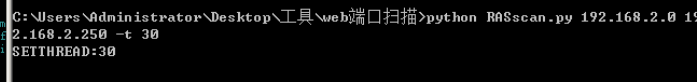 C:\Users\Administrator\Desktop\工具\web端口扫描>python RASscan.py 192.168.2.0 19
2.168.2.250 -t 30
SETTHREAD:30